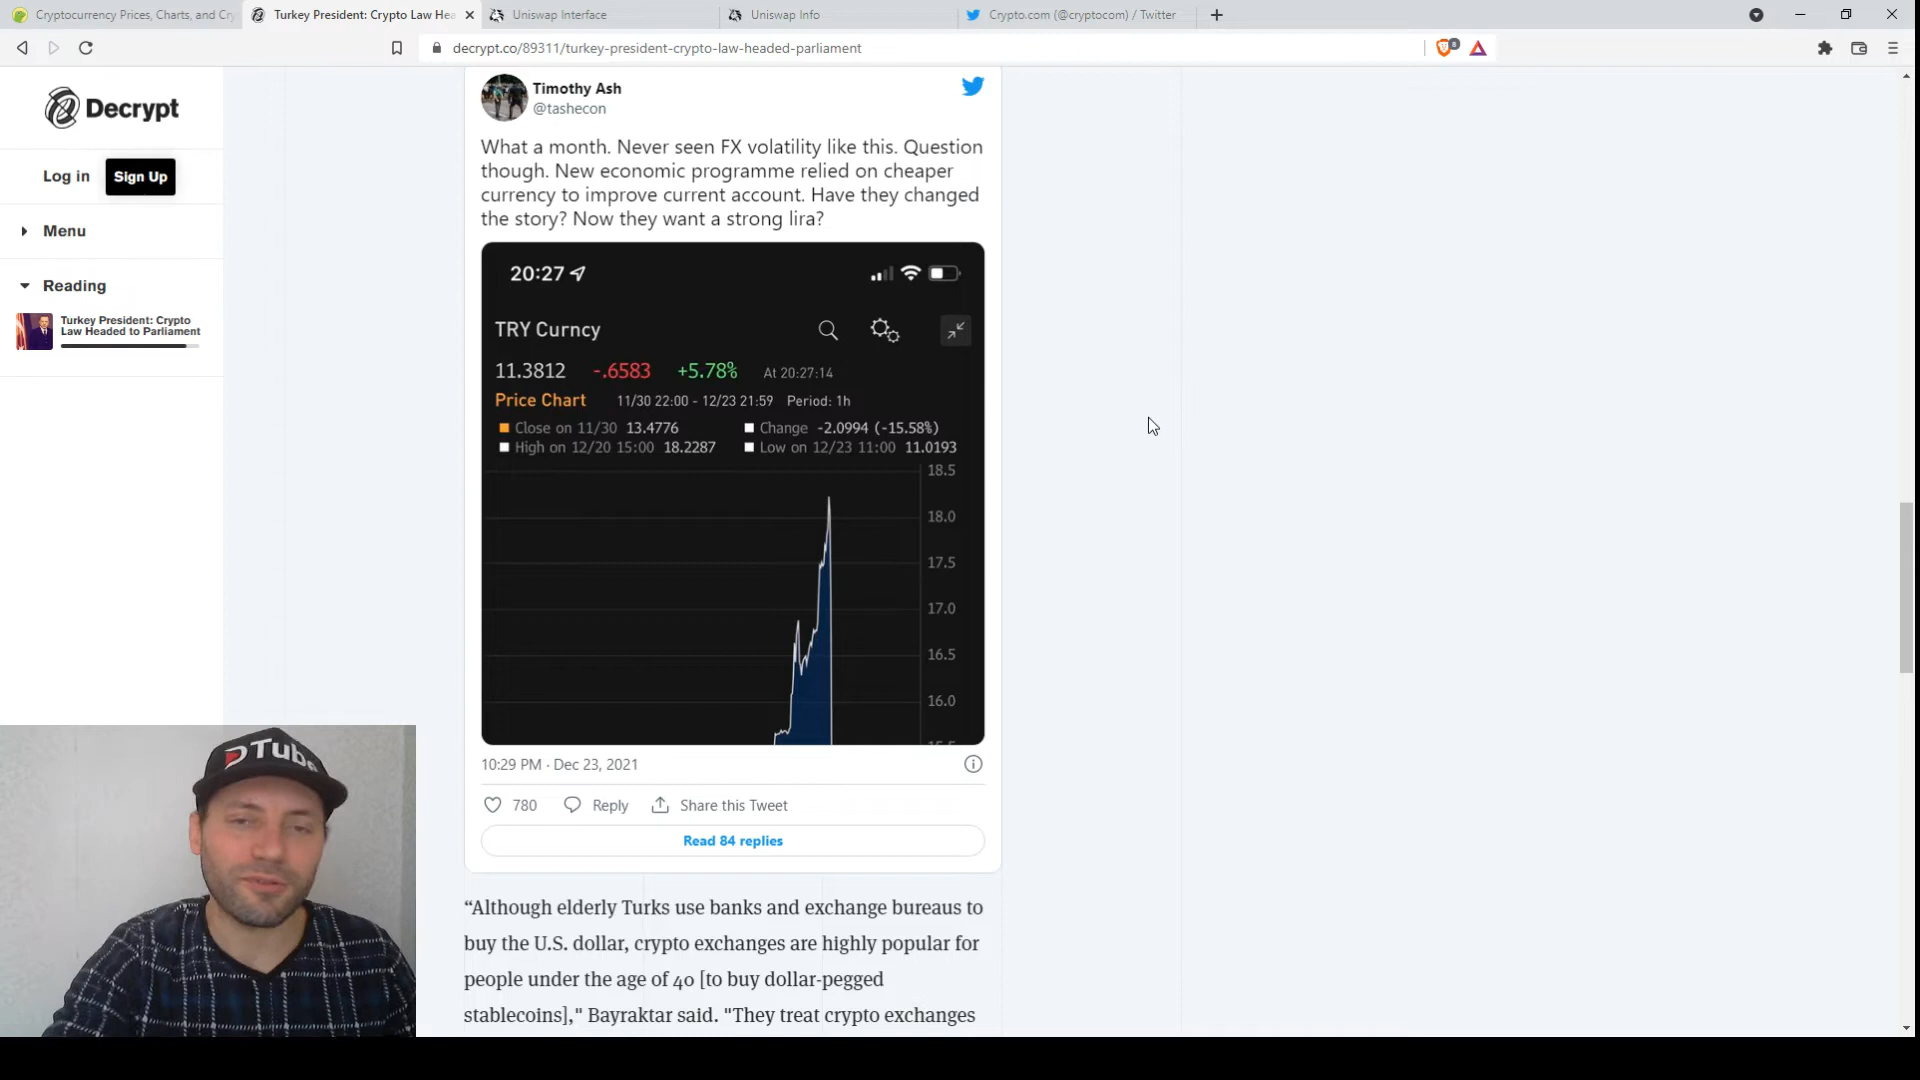 Cryptocurrency Prices, Charts, and Cry
Turkey President: Crypto Law Hea
Uniswap Interface
Uniswap Info
Crypto.com (@cryptocom) / Twitter
decrypt.co/89311/turkey-president-crypto-law-headed-parliament
8
Decrypt
Log in
Sign Up
Menu
Reading
Turkey President: Crypto
Law Headed to Parliament
Timothy Ash
@tashecon
What a month. Never seen FX volatility like this. Question
though. New economic programme relied on cheaper
currency to improve current account. Have they changed
the story? Now they want a strong lira?
20:27
TRY Curncy
11.3812 -.6583 +5.78% At 20:27:14
Price Chart 11/30 22:00 - 12/23 21:59 Period: 1h
Close on 11/30 13.4776 Change -2.0994 (-15.58%)
High on 12/20 15:00 18.2287 Low on 12/23 11:00 11.0193
18.5
18.0
17.5
17.0
16.5
16.0
15.5
10:29 PM · Dec 23, 2021
780 Reply Share this Tweet
Read 84 replies
“Although elderly Turks use banks and exchange bureaus to
buy the U.S. dollar, crypto exchanges are highly popular for
people under the age of 40 [to buy dollar-pegged
stablecoins]," Bayraktar said. "They treat crypto exchanges
DTube